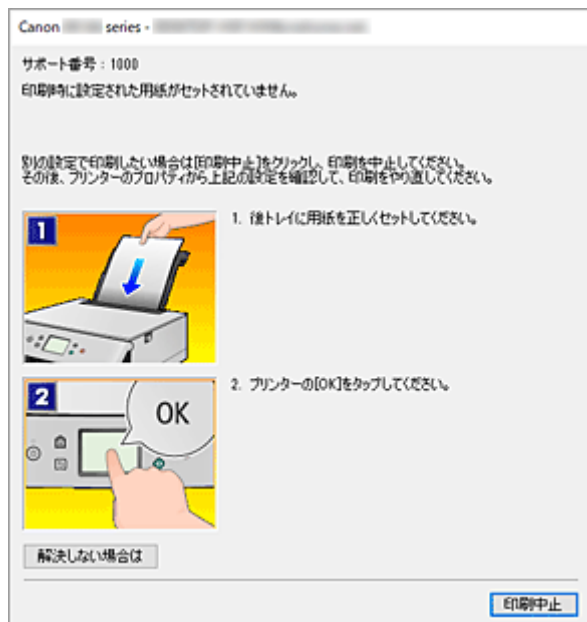 Canon series -
サポート番号 : 1000
印刷時に設定された用紙がセットされていません。
別の設定で印刷したい場合は[印刷中止]をクリックし、印刷を中止してください。
その後、プリンターのプロパティから上記の設定を確認して、印刷をやり直してください。
1
1. 後トレイに用紙を正しくセットしてください。
2
OK
2. プリンターの[OK]をタップしてください。
解決しない場合は
印刷中止